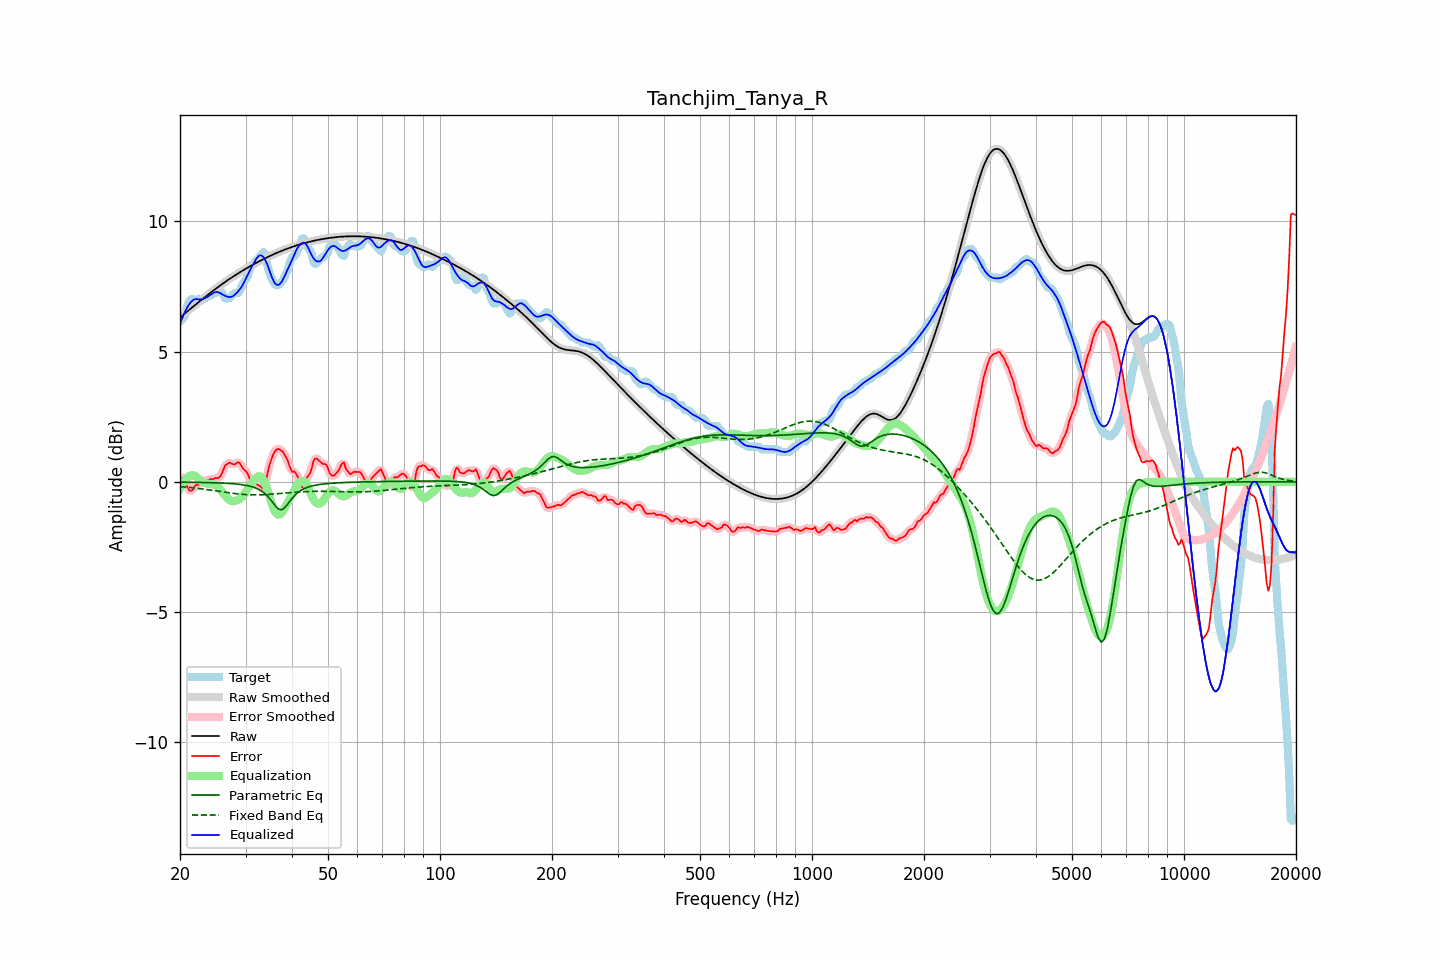 Tanchjim_Tanya_R
Amplitude (dBr)
10
5
0
−5
−10
Target
Raw Smoothed
Error Smoothed
Raw
Error
Equalization
Parametric Eq
Fixed Band Eq
Equalized
20 50 100 200 500 1000 2000 5000 10000 20000
Frequency (Hz)